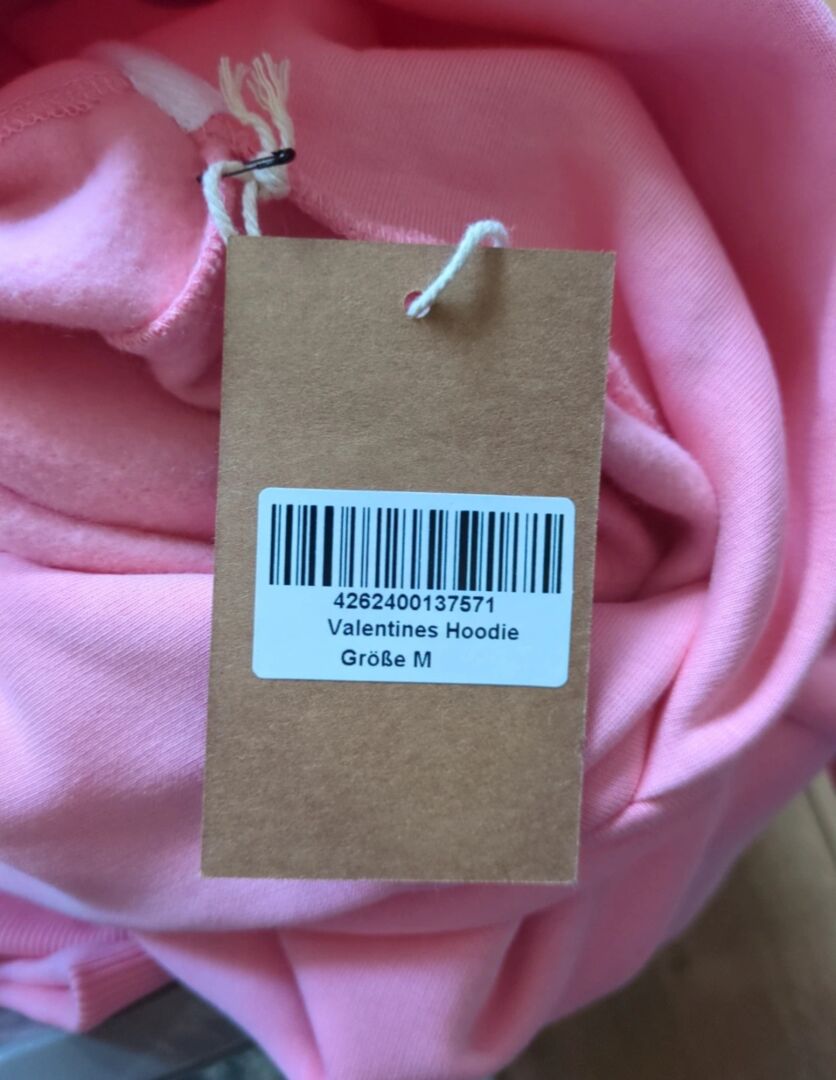 4262400137571
Valentines Hoodie
Größe M